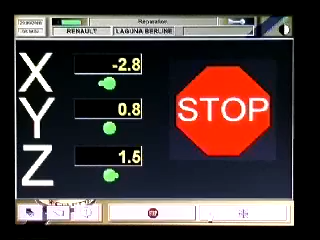 Reparation
RENAULT LAGUNA BERLINE
X -2.8
Y 0.8
Z 1.5
STOP